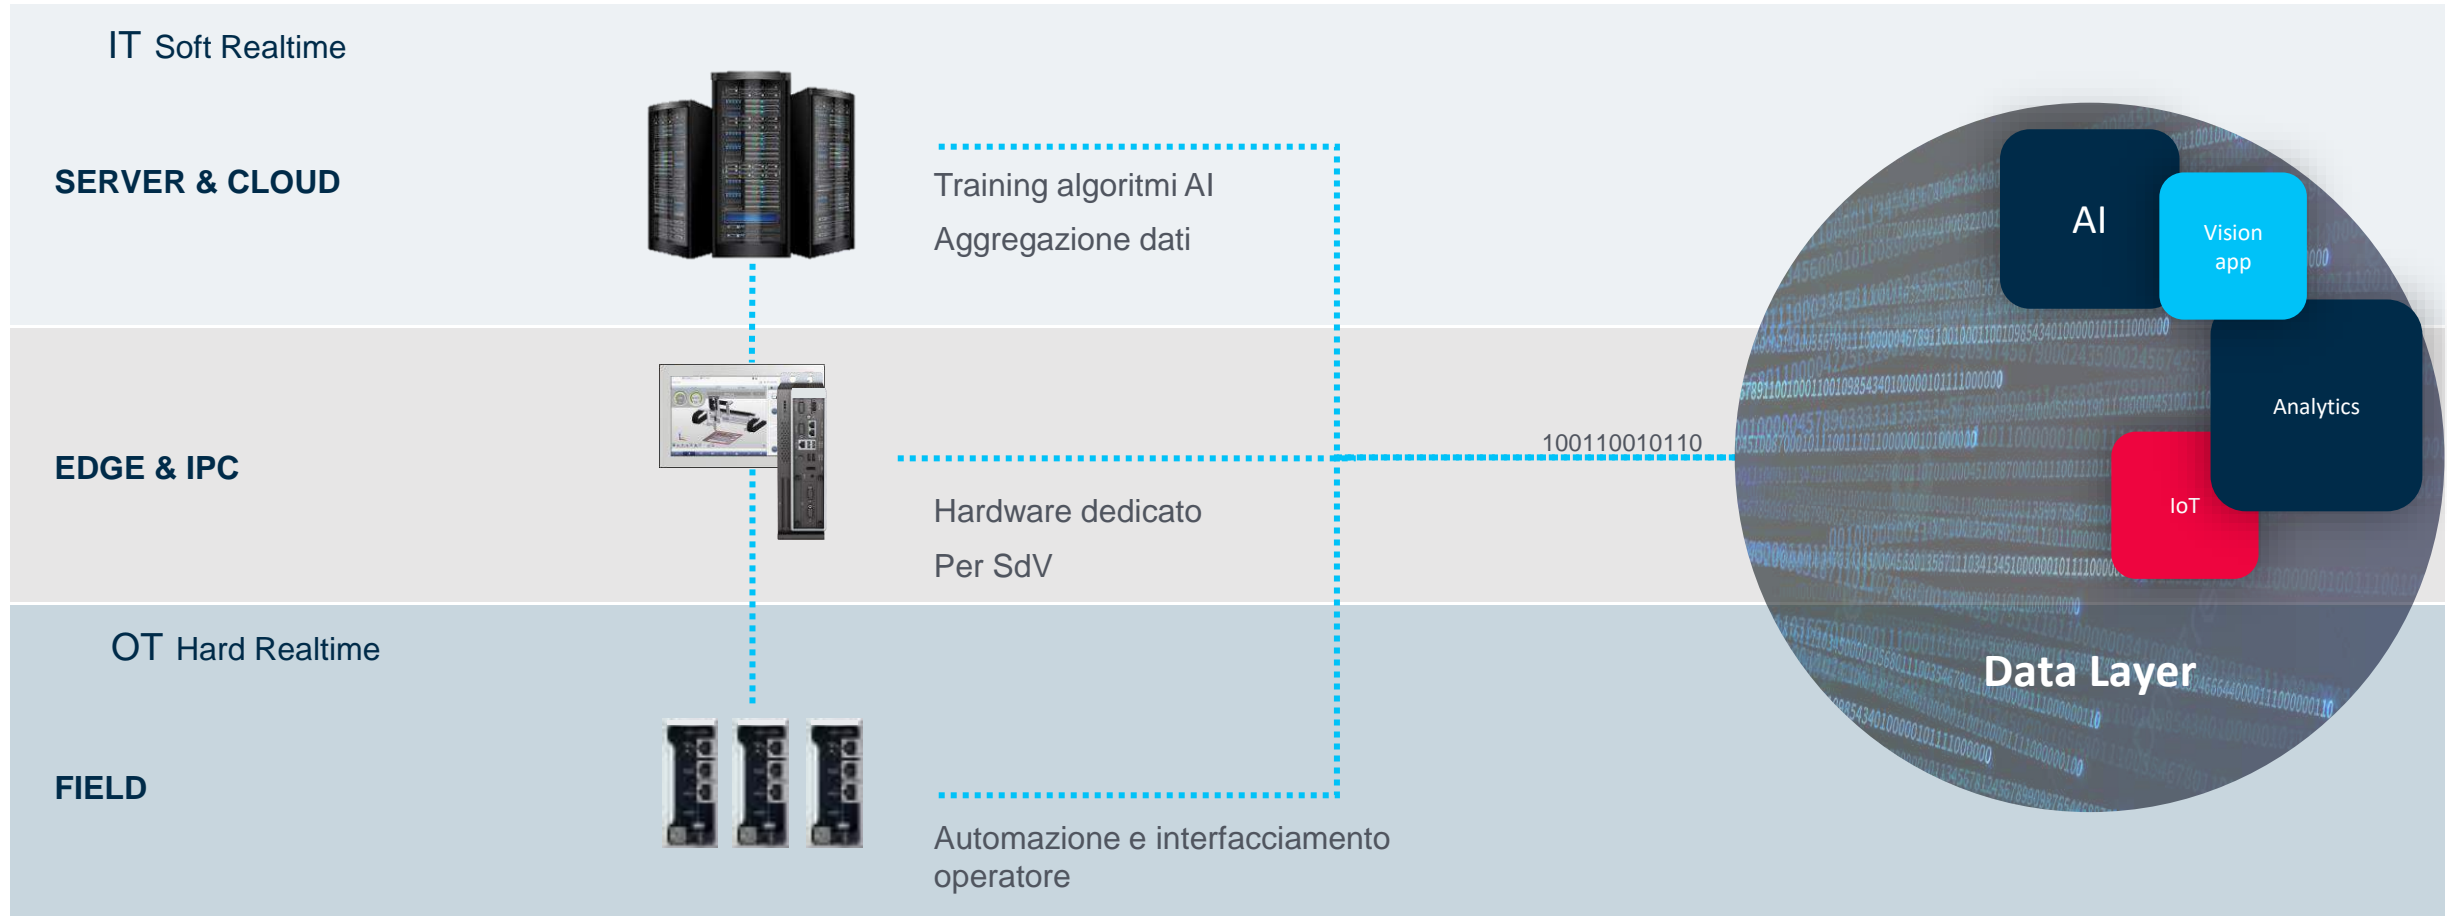 IT Soft Realtime
SERVER & CLOUD
Training algoritmi AI
Aggregazione dati
EDGE & IPC
Hardware dedicato
Per SdV
OT Hard Realtime
FIELD
Automazione e interfacciamento
operatore
100110010110
AI
Vision
app
Analytics
IoT
Data Layer